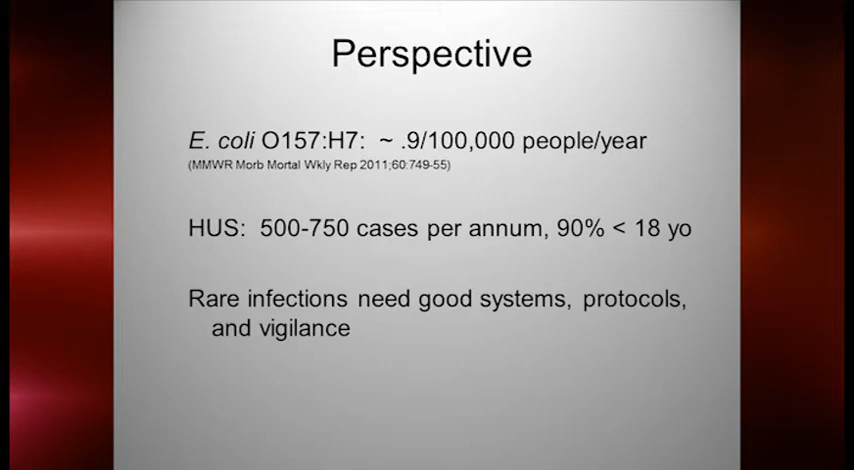 Perspective
E. coli O157:H7:  ~ .9/100,000 people/year
(MMWR Morb Mortal Wkly Rep 2011;60:749-55)
HUS:  500-750 cases per annum, 90% < 18 yo
Rare infections need good systems, protocols,
and vigilance